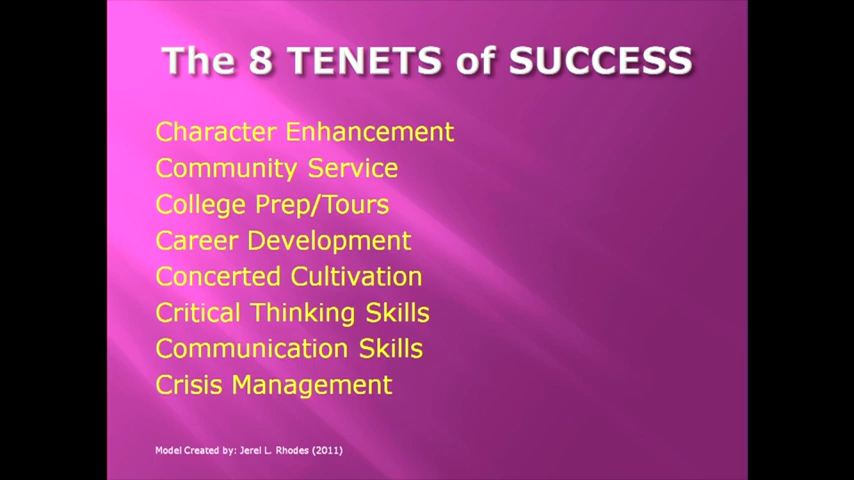 The 8 TENETS of SUCCESS
Character Enhancement
Community Service
College Prep/Tours
Career Development
Concerted Cultivation
Critical Thinking Skills
Communication Skills
Crisis Management
Model Created by: Jerel L. Rhodes (2011)